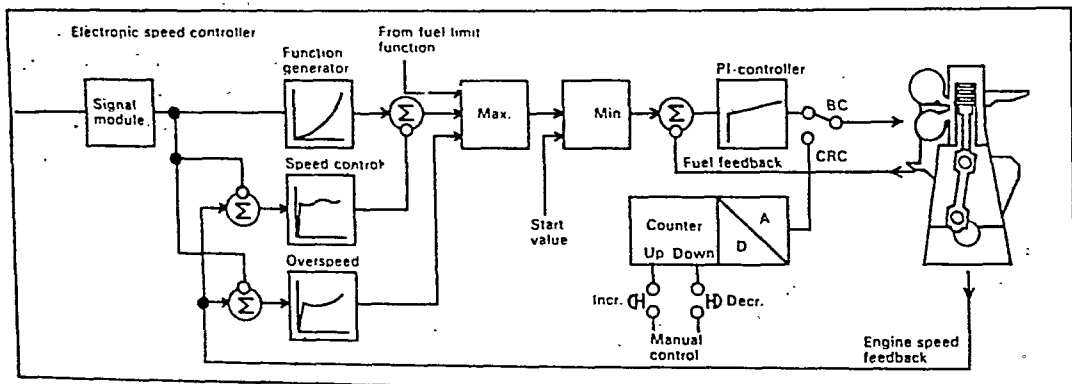 Electronic speed controller
From fuel limit
function
Function
generator
PI-controller
Signal
module
Max.
Min
BC
CRC
Fuel feedback
Speed control
Σ
Σ
Σ
Σ
Start
value
Counter
Up Down
A
D
Overspeed
Incr.
Decr.
Manual
control
Engine speed
feedback